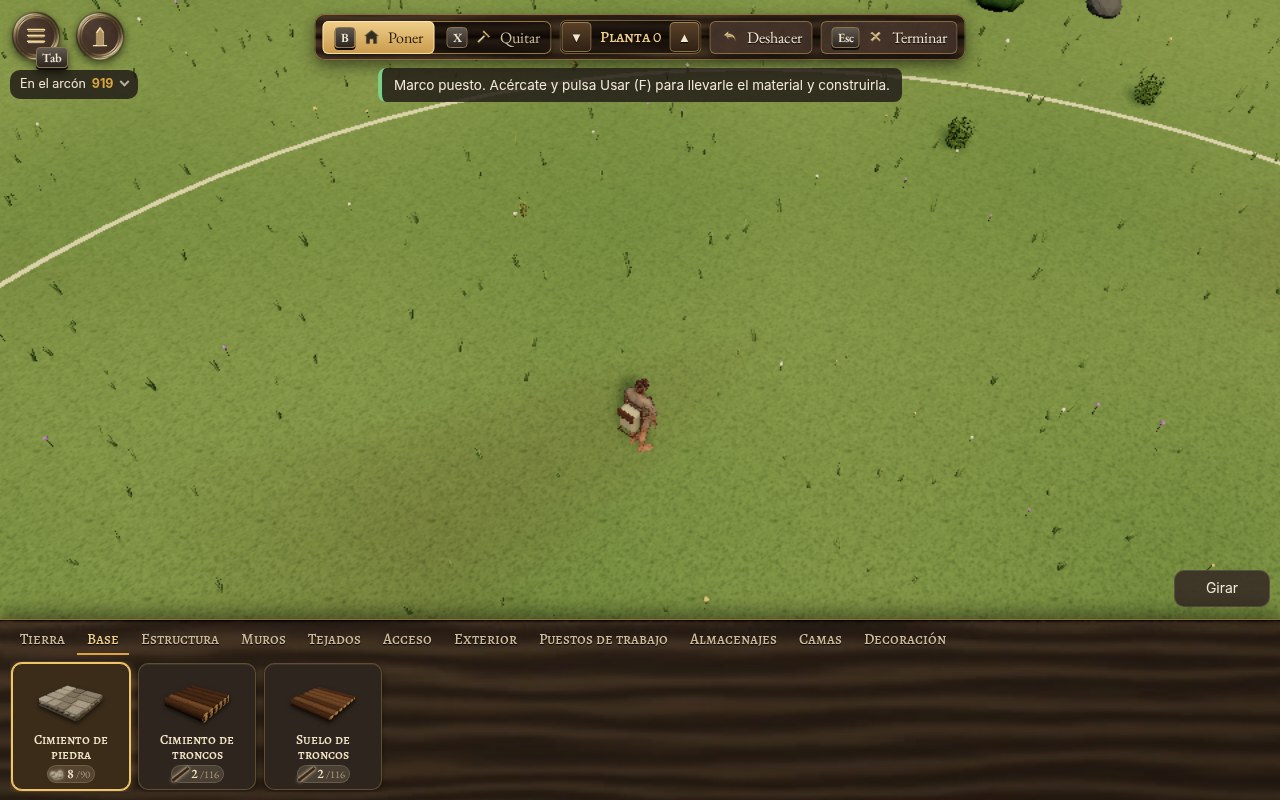 B Poner X Quitar ▼ Planta 0 ▲ Deshacer Esc Terminar
Tab
En el arcón 919
Marco puesto. Acércate y pulsa Usar (F) para llevarle el material y construirla.
Girar
Tierra Base Estructura Muros Tejados Acceso Exterior Puestos de trabajo Almacenajes Camas Decoración
Cimiento de
piedra
8 /90
Cimiento de
troncos
2 /116
Suelo de
troncos
2 /116